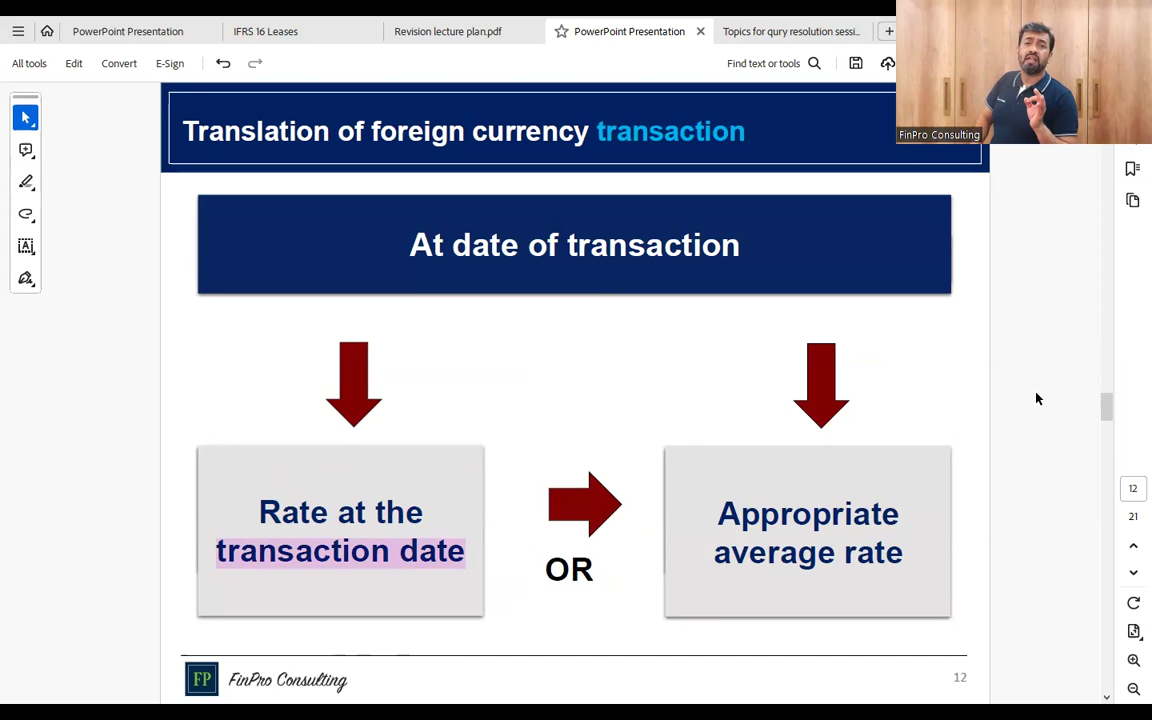 PowerPoint Presentation
IFRS 16 Leases
Revision lecture plan.pdf
PowerPoint Presentation
Topics for qury resolution sessi...
All tools
Edit
Convert
E-Sign
Find text or tools
FinPro Consulting
Translation of foreign currency transaction
At date of transaction
Rate at the
transaction date
OR
Appropriate
average rate
FP
FinPro Consulting
12
12
21